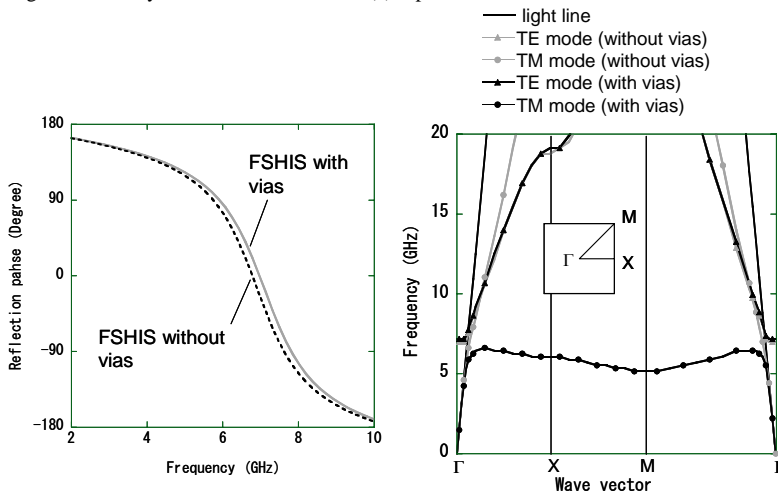 light line
TE mode (without vias)
TM mode (without vias)
TE mode (with vias)
TM mode (with vias)
180
90
0
-90
-180
2
4
6
8
10
Reflection pahse (Degree)
Frequency (GHz)
FSHIS with
vias
FSHIS without
vias
20
15
10
5
0
Frequency (GHz)
M
Γ
X
Γ
X
M
Wave vector